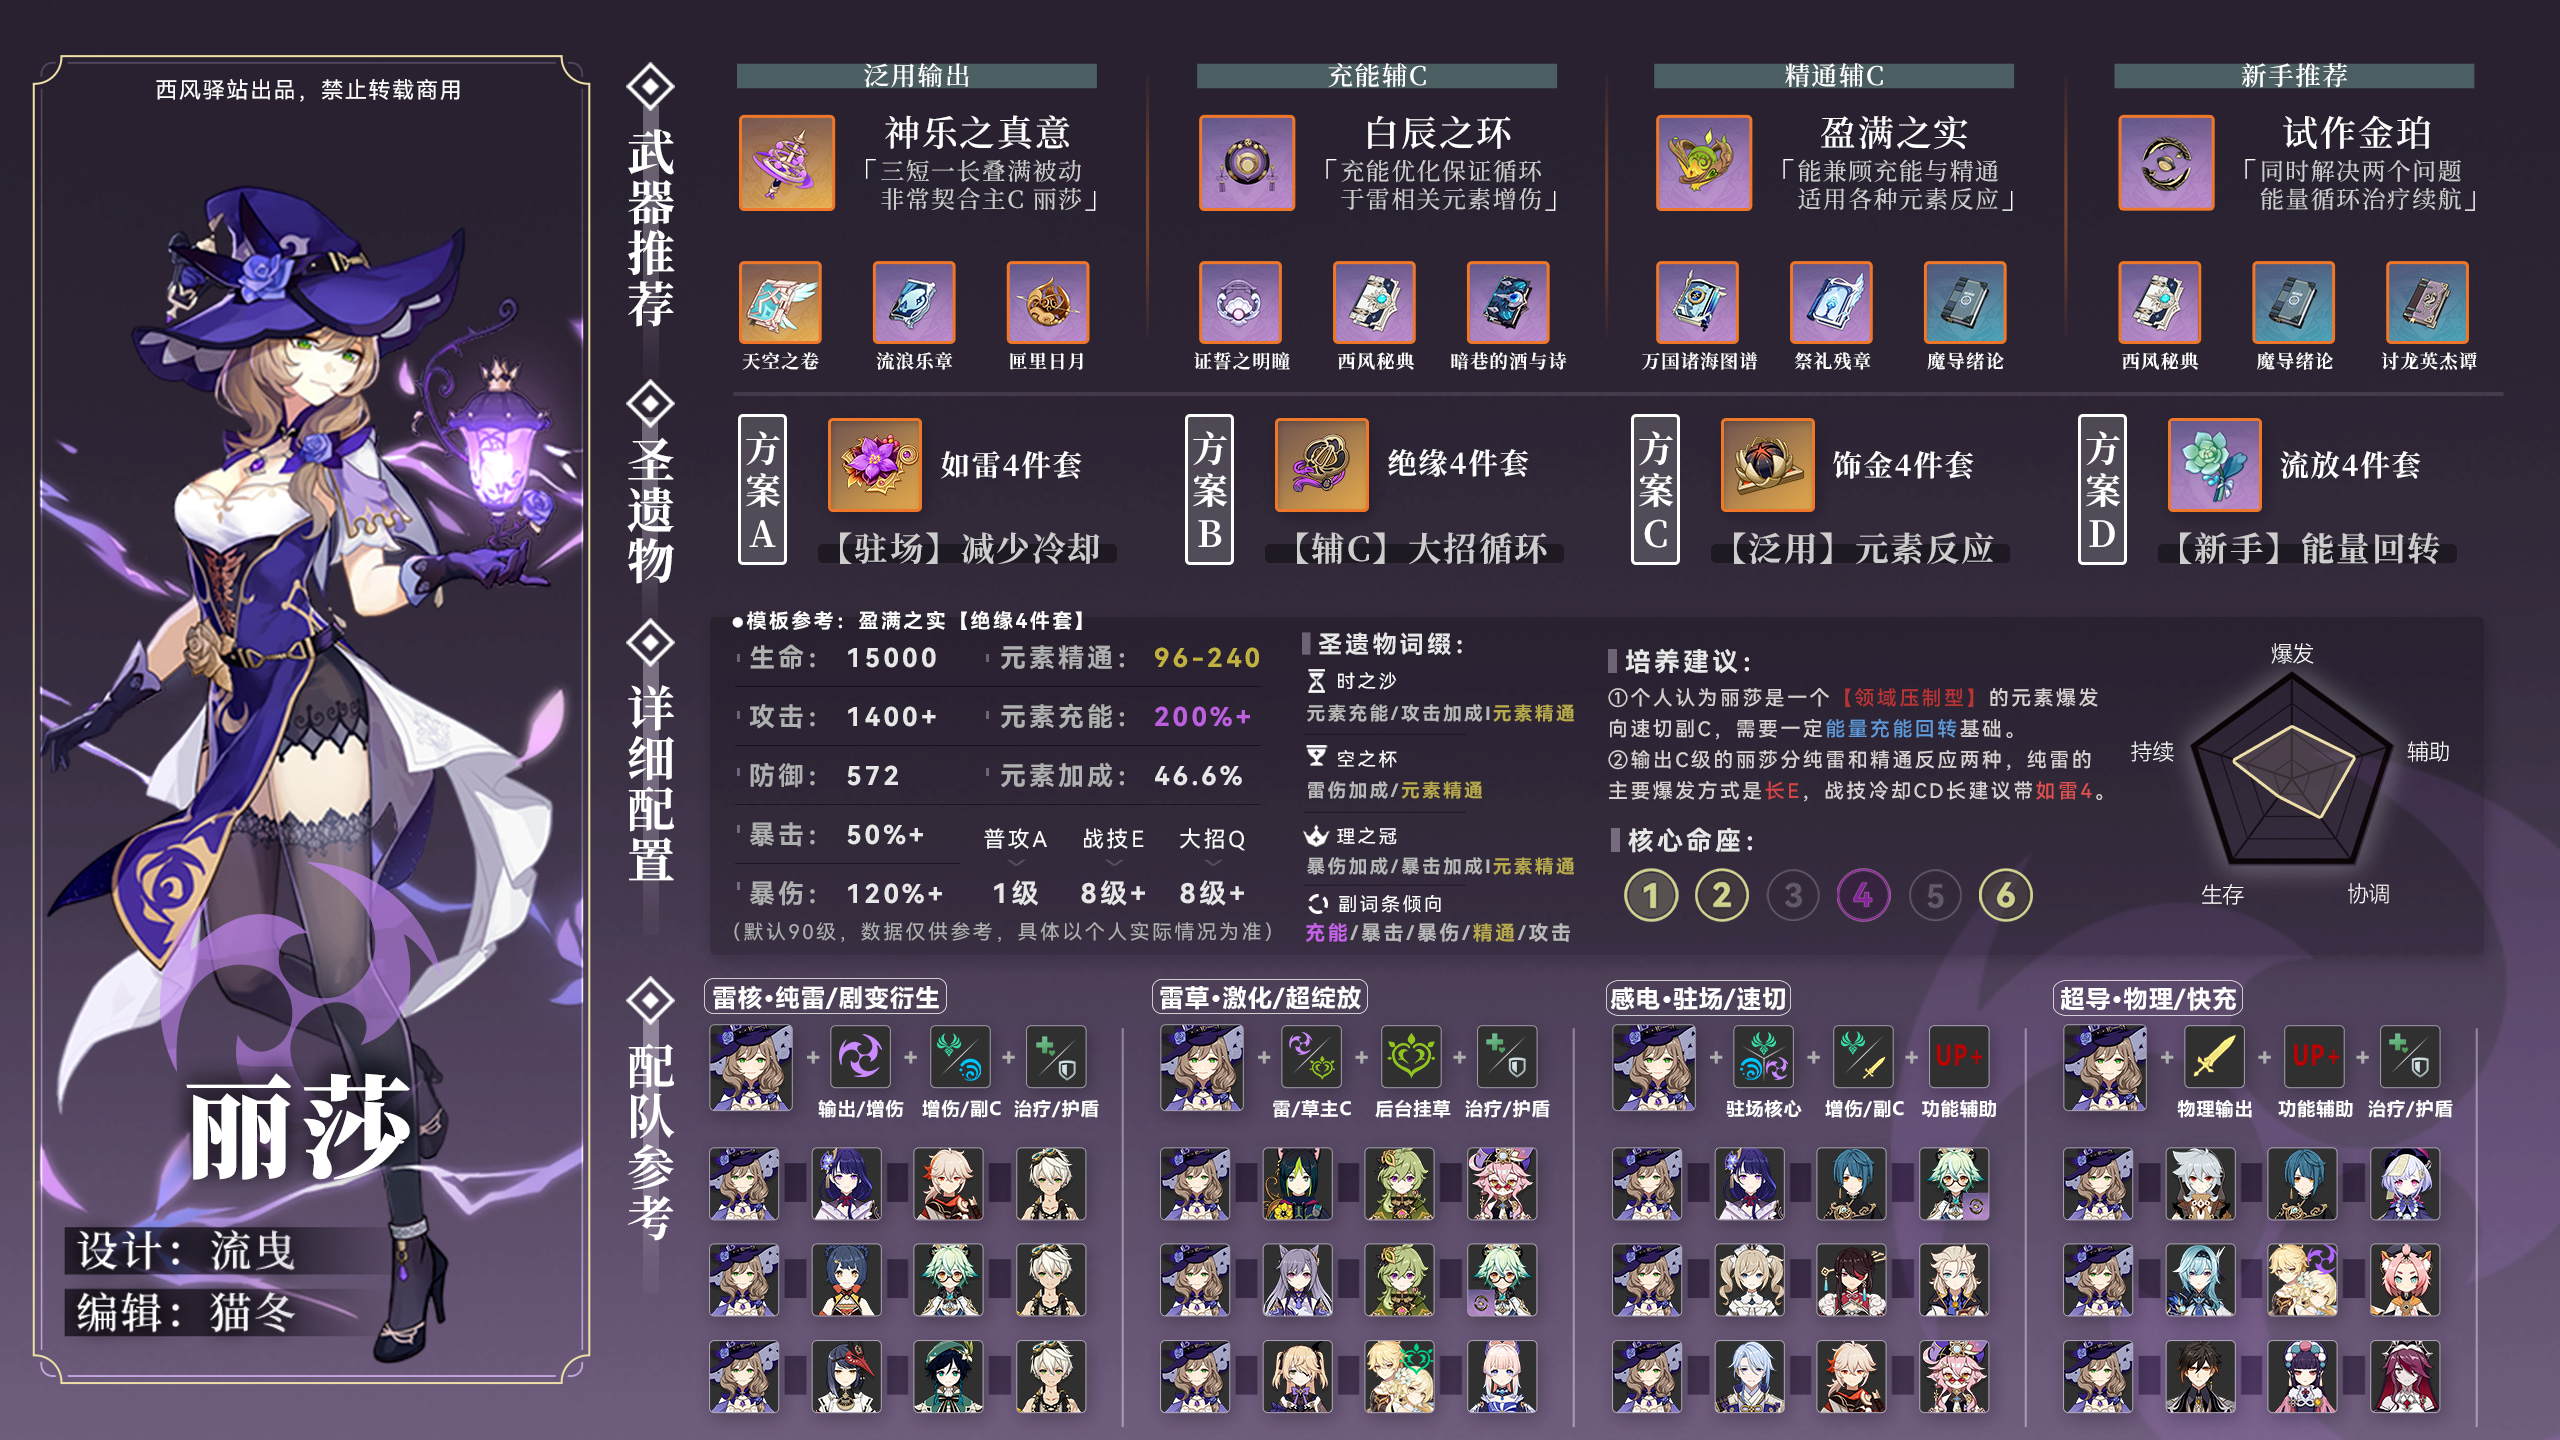 西风驿站出品，禁止转载商用
丽莎
设计：流曳
编辑：猫冬
武器推荐
泛用输出
神乐之真意
「三短一长叠满被动
非常契合主C 丽莎」
天空之卷
流浪乐章
匣里日月
充能辅C
白辰之环
「充能优化保证循环
于雷相关元素增伤」
证誓之明瞳
西风秘典
暗巷的酒与诗
精通辅C
盈满之实
「能兼顾充能与精通
适用各种元素反应」
万国诸海图谱
祭礼残章
魔导绪论
新手推荐
试作金珀
「同时解决两个问题
能量循环治疗续航」
西风秘典
魔导绪论
讨龙英杰谭
圣遗物
方案A
如雷4件套
【驻场】减少冷却
方案B
绝缘4件套
【辅C】大招循环
方案C
饰金4件套
【泛用】元素反应
方案D
流放4件套
【新手】能量回转
详细配置
●模板参考：盈满之实【绝缘4件套】
生命：15000
元素精通：96-240
攻击：1400+
元素充能：200%+
防御：572
元素加成：46.6%
暴击：50%+
普攻A 战技E 大招Q
暴伤：120%+
1级 8级+ 8级+
（默认90级，数据仅供参考，具体以个人实际情况为准）
圣遗物词缀：
时之沙
元素充能/攻击加成|元素精通
空之杯
雷伤加成/元素精通
理之冠
暴伤加成/暴击加成|元素精通
副词条倾向
充能/暴击/暴伤/精通/攻击
培养建议：
①个人认为丽莎是一个【领域压制型】的元素爆发
向速切副C，需要一定能量充能回转基础。
②输出C级的丽莎分纯雷和精通反应两种，纯雷的
主要爆发方式是长E，战技冷却CD长建议带如雷4。
核心命座：
1 2 3 4 5 6
爆发
持续
辅助
生存
协调
配队参考
雷核·纯雷/剧变衍生
输出/增伤
增伤/副C
治疗/护盾
雷草·激化/超绽放
雷/草主C
后台挂草
治疗/护盾
感电·驻场/速切
UP+
驻场核心
增伤/副C
功能辅助
超导·物理/快充
UP+
物理输出
功能辅助
治疗/护盾